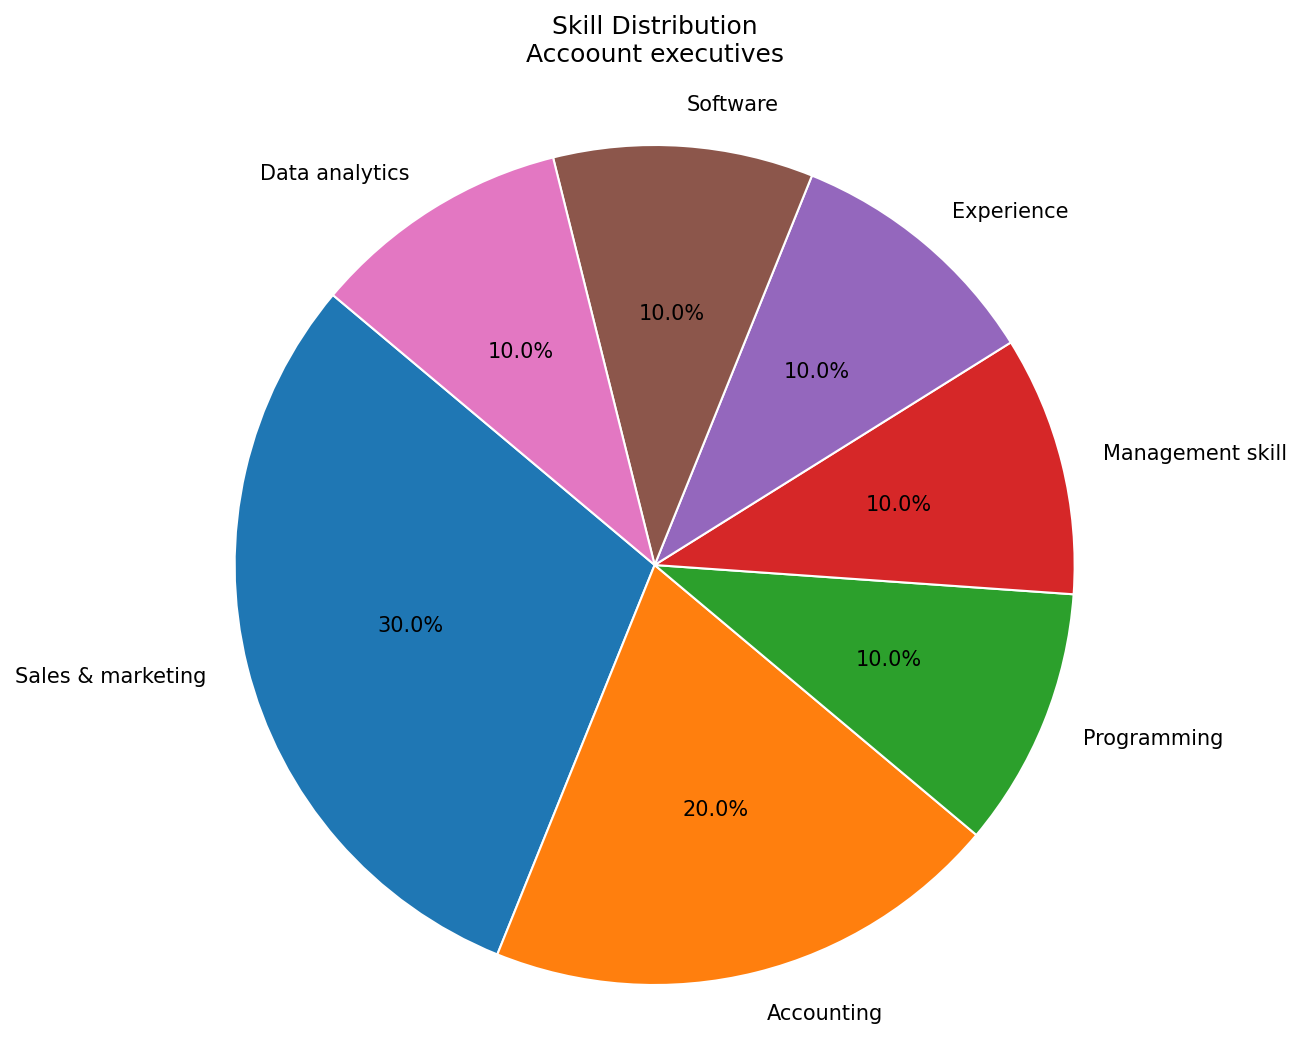 Skill Distribution
Accoount executives
Software
Data analytics
Experience
10.0%
10.0%
10.0%
Management skill
10.0%
30.0%
10.0%
Sales & marketing
Programming
20.0%
Accounting